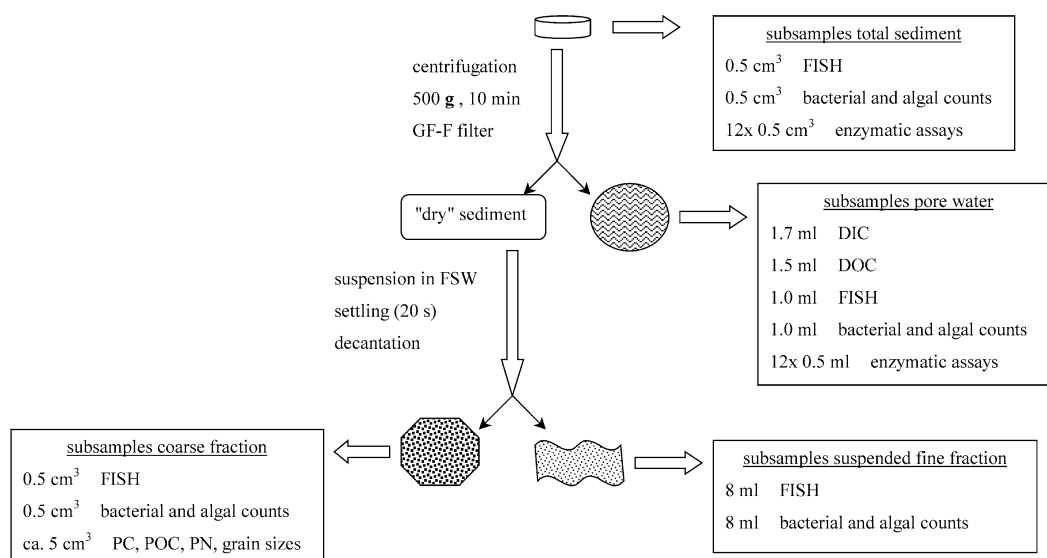 subsamples total sediment
0.5 cm³ FISH
0.5 cm³ bacterial and algal counts
12x 0.5 cm³ enzymatic assays
centrifugation
500 g , 10 min
GF-F filter
"dry" sediment
subsamples pore water
1.7 ml DIC
1.5 ml DOC
1.0 ml FISH
1.0 ml bacterial and algal counts
12x 0.5 ml enzymatic assays
suspension in FSW
settling (20 s)
decantation
subsamples coarse fraction
0.5 cm³ FISH
0.5 cm³ bacterial and algal counts
ca. 5 cm³ PC, POC, PN, grain sizes
subsamples suspended fine fraction
8 ml FISH
8 ml bacterial and algal counts